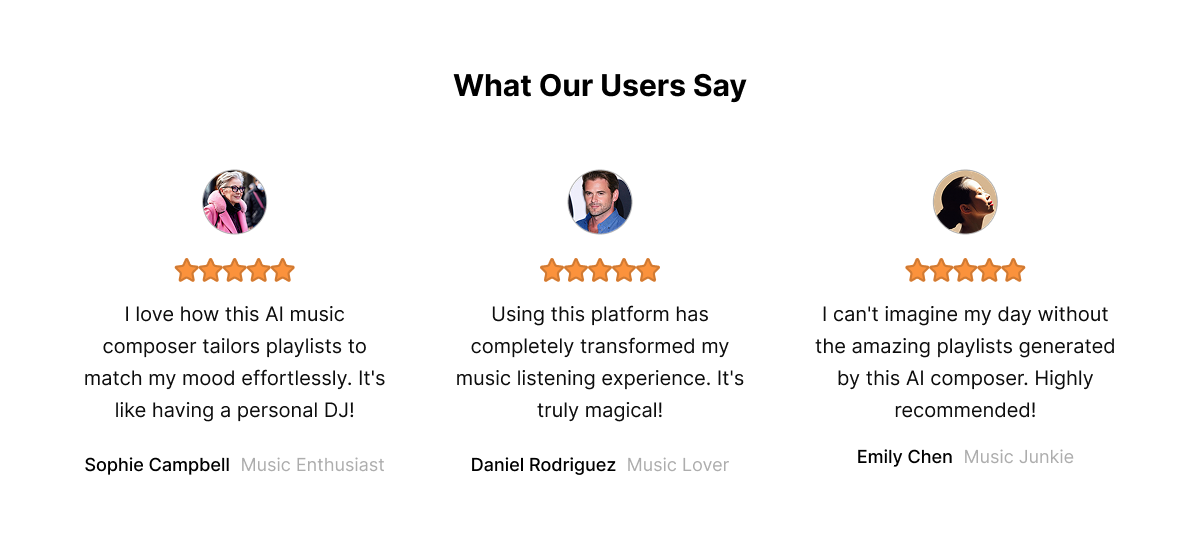 What Our Users Say
I love how this AI music
composer tailors playlists to
match my mood effortlessly. It's
like having a personal DJ!
Sophie Campbell Music Enthusiast
Using this platform has
completely transformed my
music listening experience. It's
truly magical!
Daniel Rodriguez Music Lover
I can't imagine my day without
the amazing playlists generated
by this AI composer. Highly
recommended!
Emily Chen Music Junkie